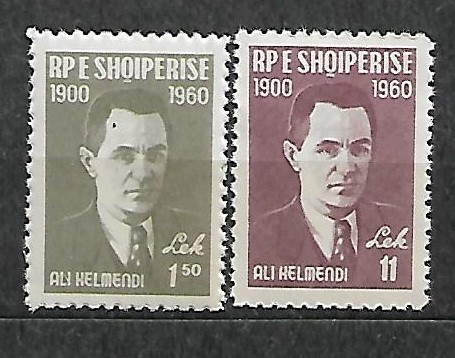 RP E SHQIPERISE
1900 1960
Lek
ALI KELMENDI 1 50
RP E SHQIPERISE
1900 1960
Lek
ALI KELMENDI 11